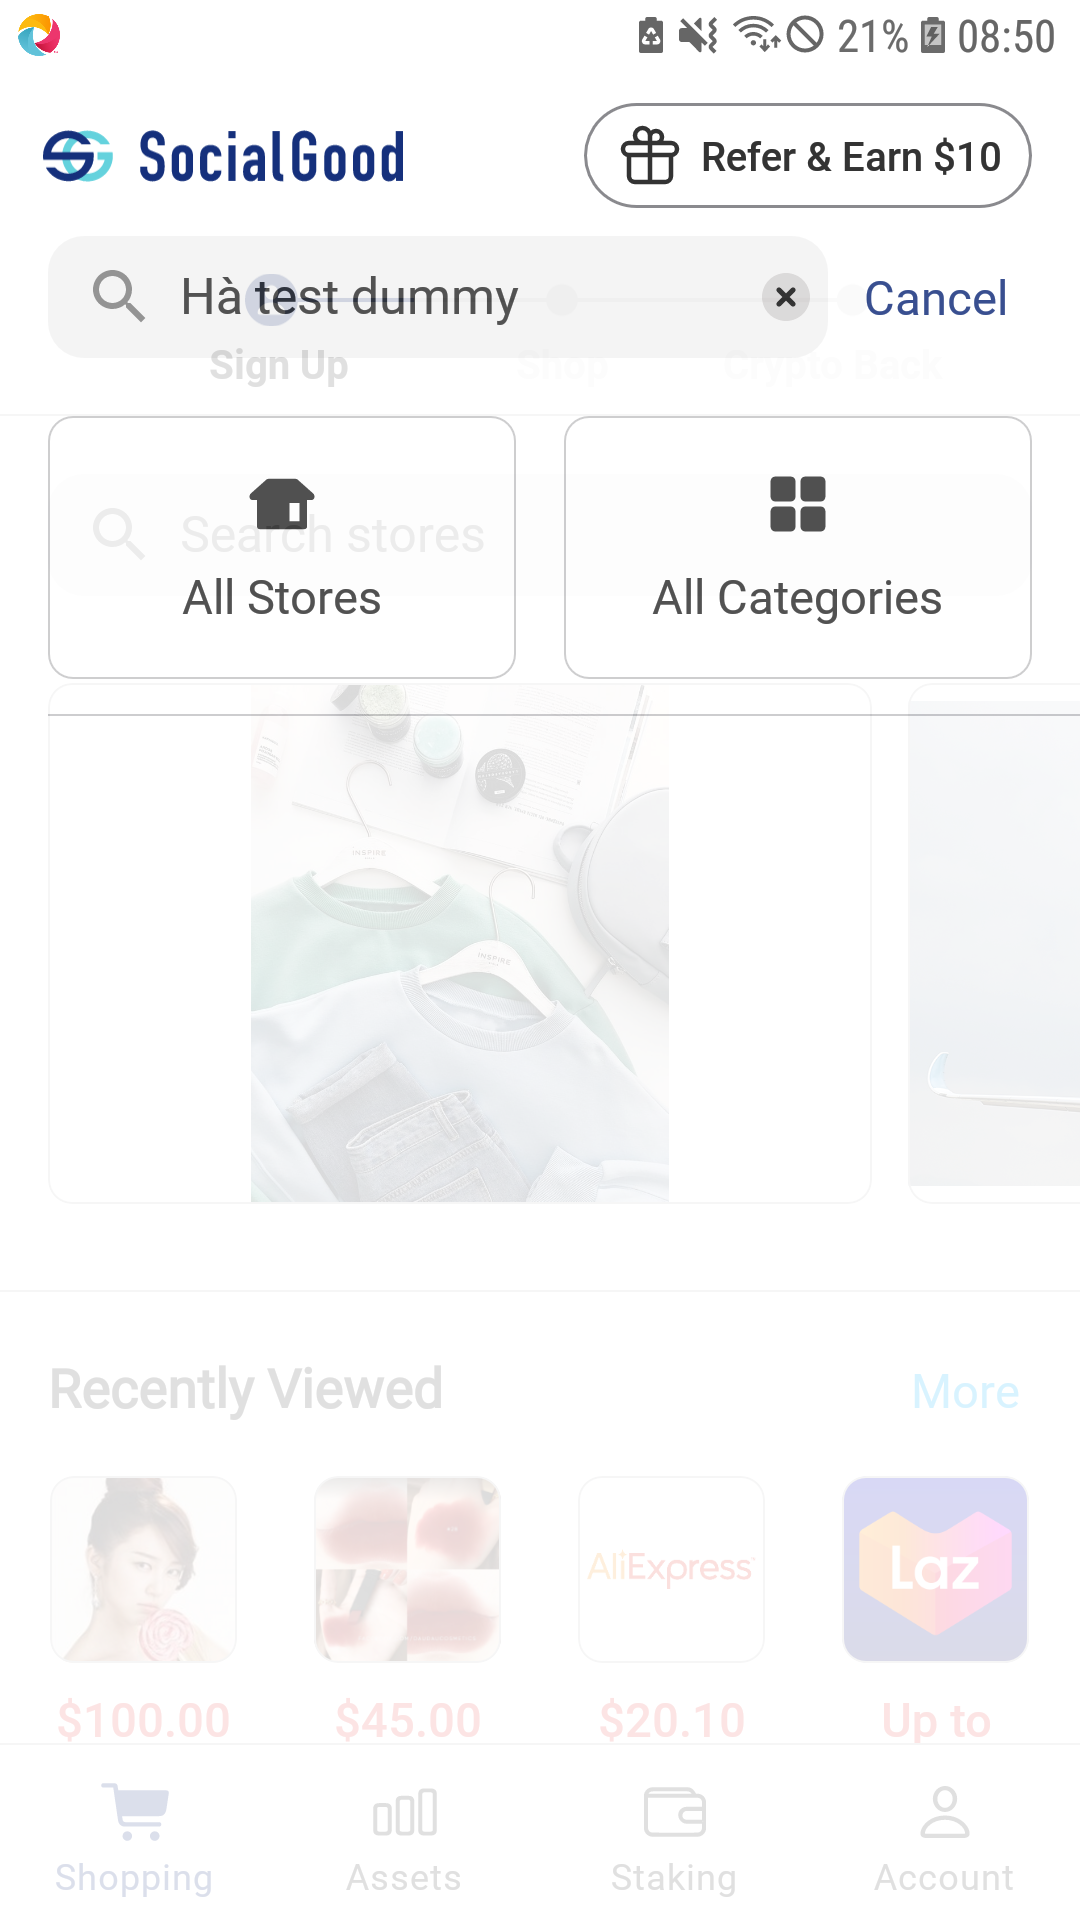 21% 08:50
SocialGood
Refer & Earn $10
Hà test dummy
Cancel
Sign Up
Shop
Crypto Back
Search stores
All Stores
All Categories
INSPIRE
INSPIRE
Recently Viewed
More
AliExpress
Laz
$100.00
$45.00
$20.10
Up to
Shopping
Assets
Staking
Account